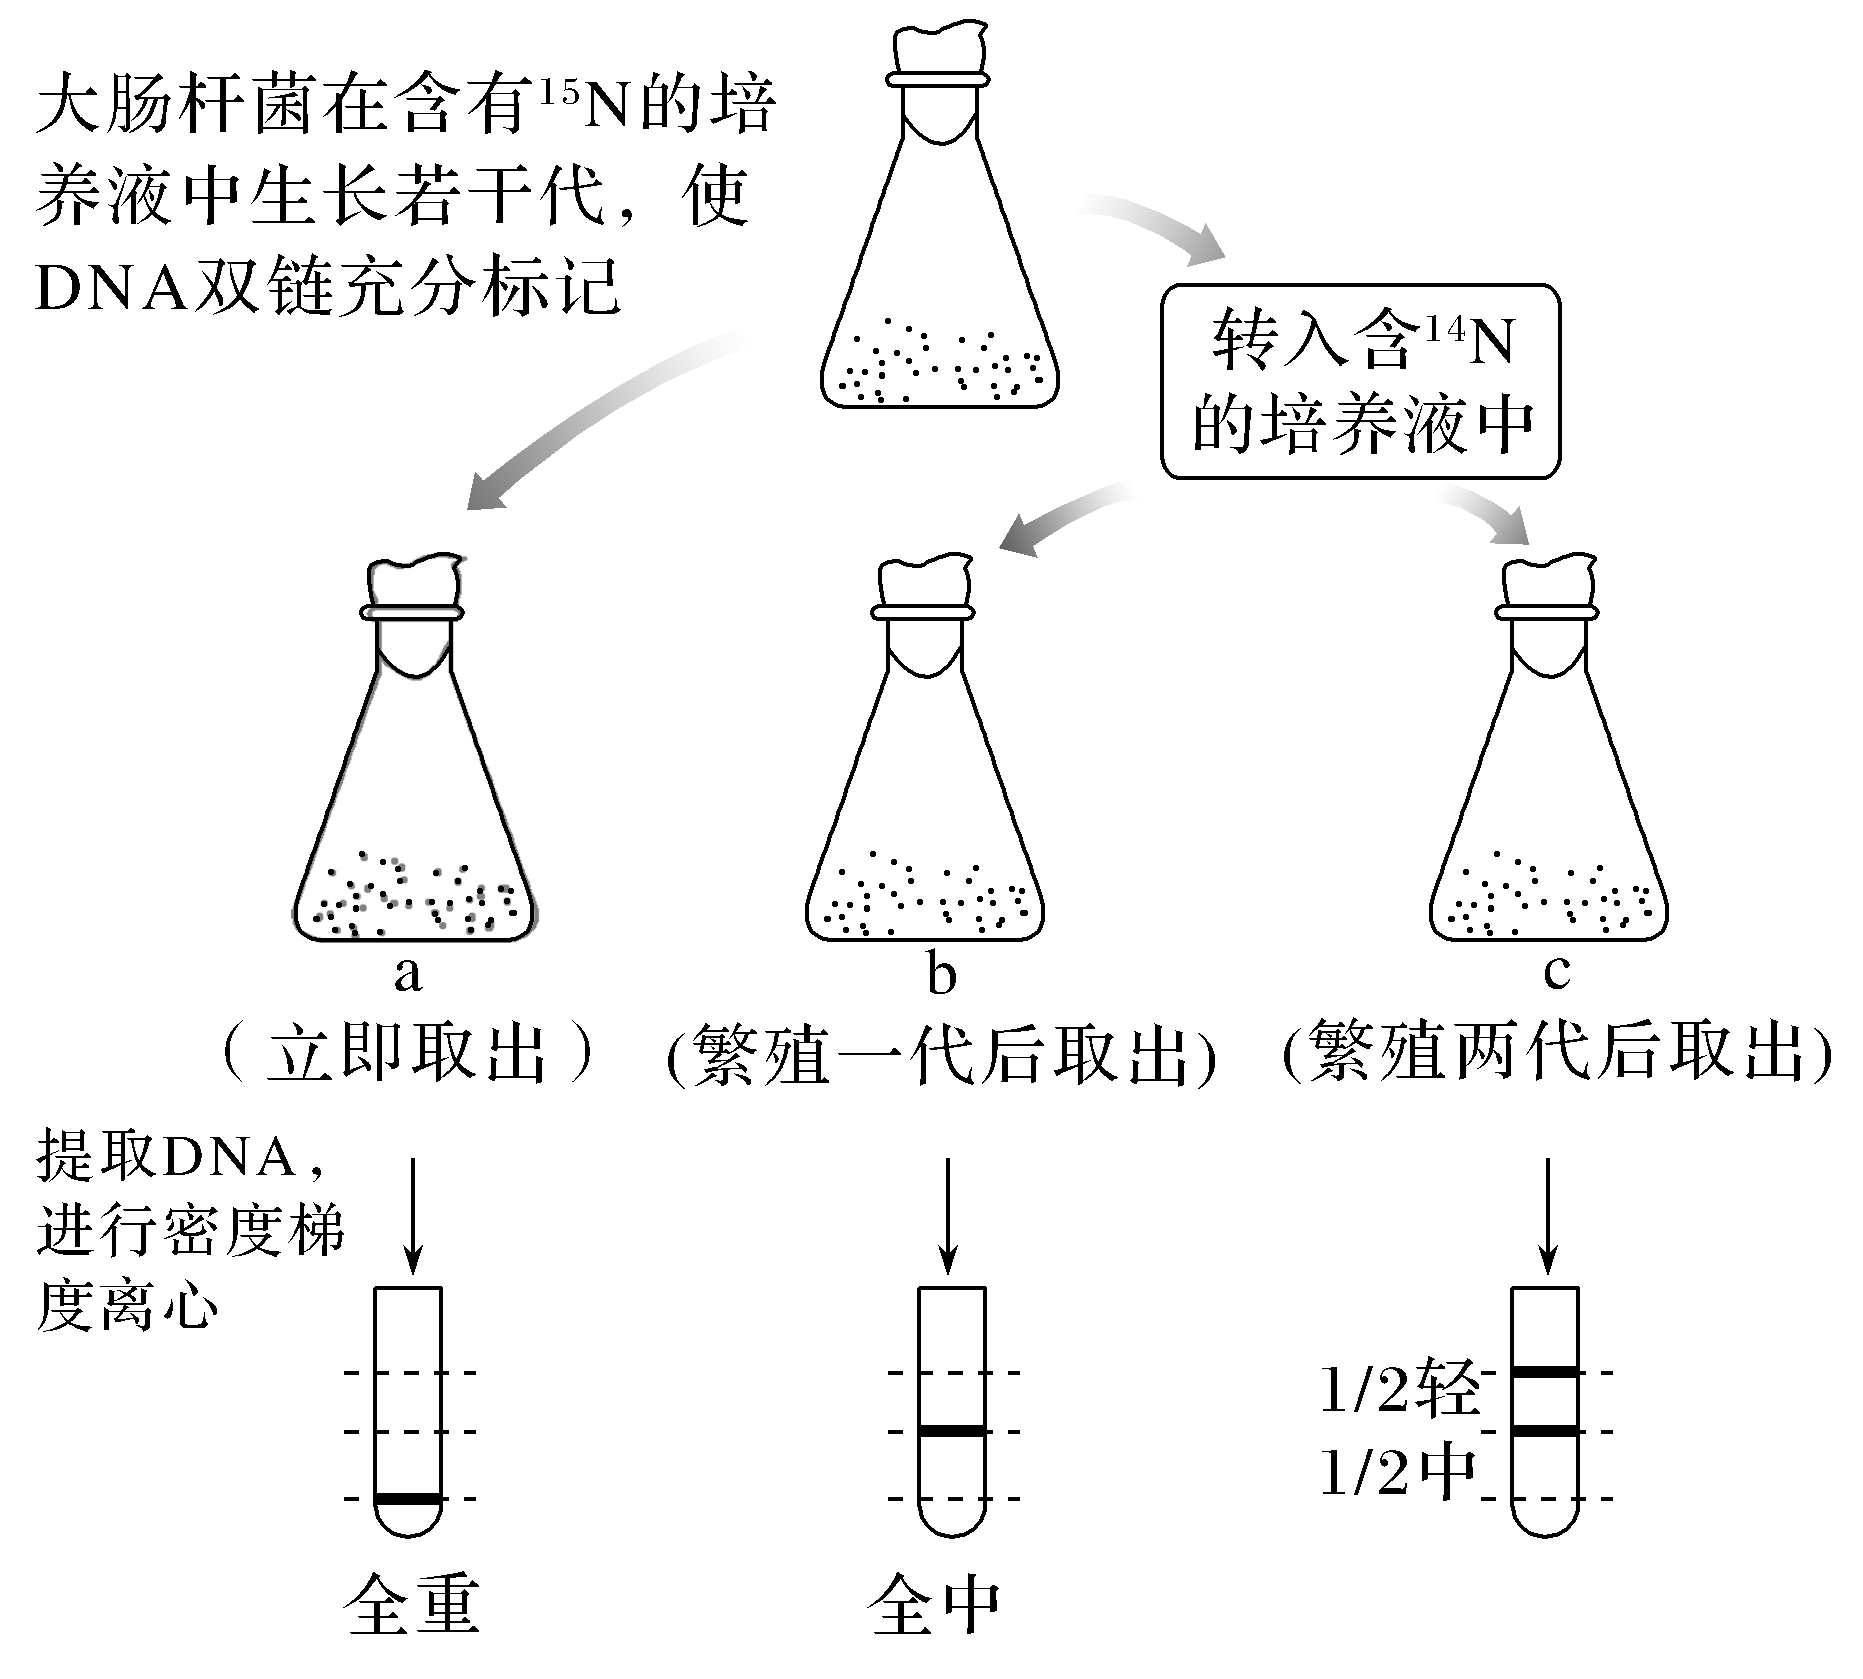 大肠杆菌在含有¹⁵N的培
养液中生长若干代，使
DNA双链充分标记
转入含¹⁴N
的培养液中
a
b
c
（立即取出）
(繁殖一代后取出)
(繁殖两代后取出)
提取DNA，
进行密度梯
度离心
1/2轻
1/2中
全重
全中